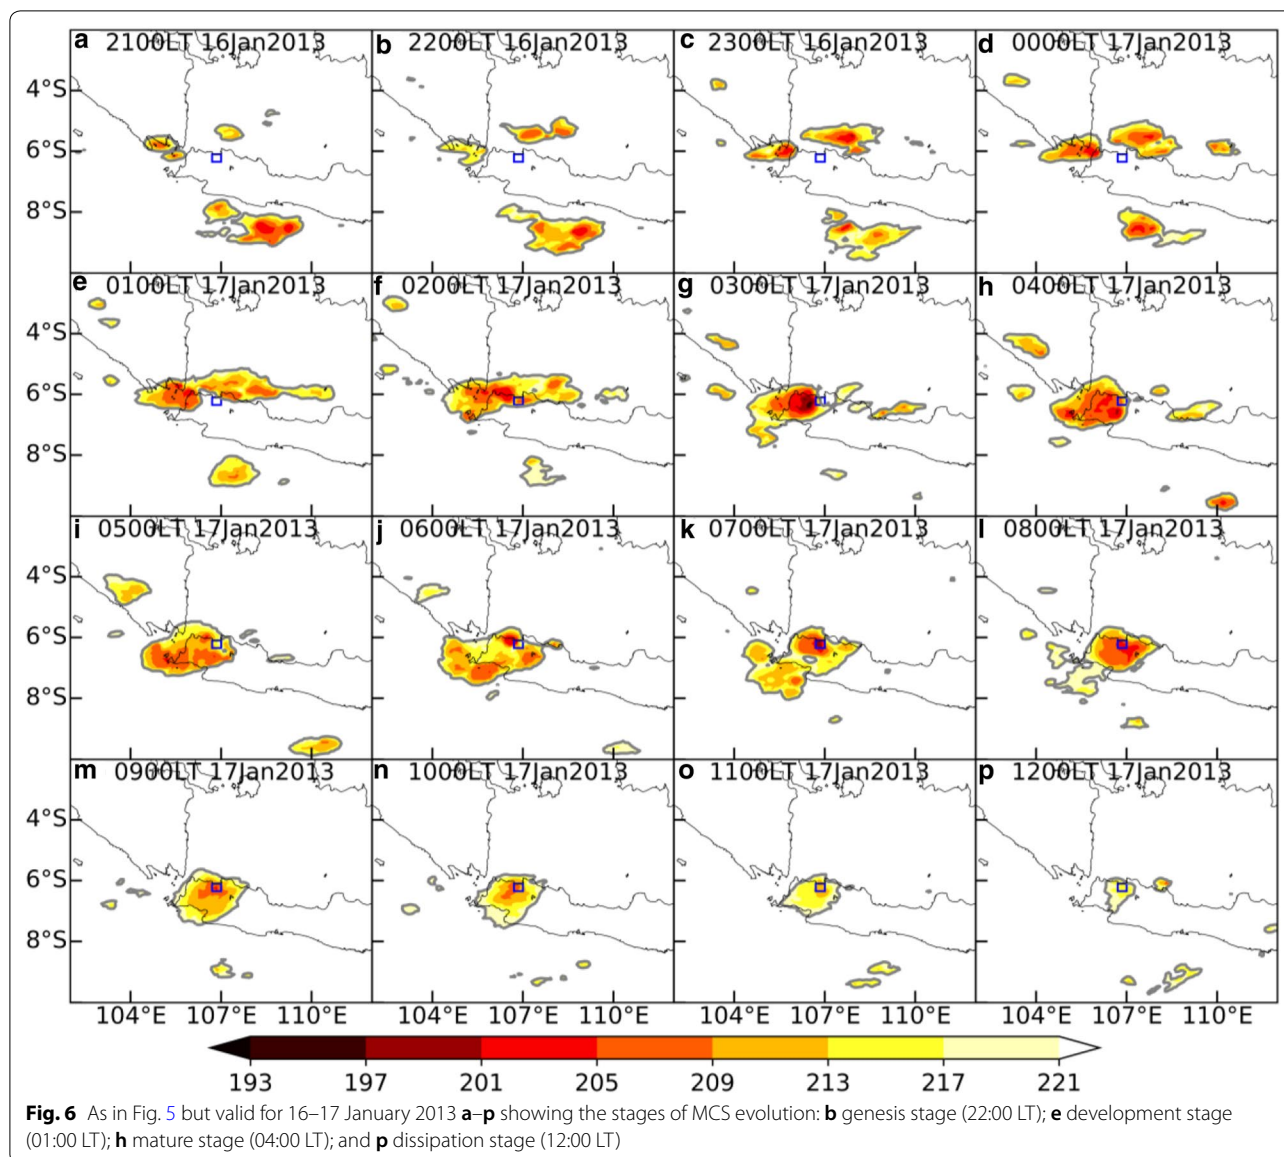 a 2100LT 16Jan2013
b 2200LT 16Jan2013
c 2300LT 16Jan2013
d 0000LT 17Jan2013
4°S
6°S
8°S
e 0100LT 17Jan2013
f 0200LT 17Jan2013
g 0300LT 17Jan2013
h 0400LT 17Jan2013
4°S
6°S
8°S
i 0500LT 17Jan2013
j 0600LT 17Jan2013
k 0700LT 17Jan2013
l 0800LT 17Jan2013
4°S
6°S
8°S
m 0900LT 17Jan2013
n 1000LT 17Jan2013
o 1100LT 17Jan2013
p 1200LT 17Jan2013
4°S
6°S
8°S
104°E 107°E 110°E 104°E 107°E 110°E 104°E 107°E 110°E 104°E 107°E 110°E
193 197 201 205 209 213 217 221
Fig. 6 As in Fig. 5 but valid for 16–17 January 2013 a–p showing the stages of MCS evolution: b genesis stage (22:00 LT); e development stage
(01:00 LT); h mature stage (04:00 LT); and p dissipation stage (12:00 LT)